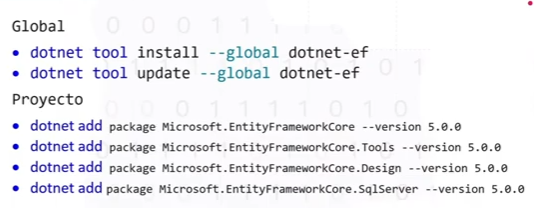 Global
• dotnet tool install --global dotnet-ef
• dotnet tool update --global dotnet-ef
Proyecto
• dotnet add package Microsoft.EntityFrameworkCore --version 5.0.0
• dotnet add package Microsoft.EntityFrameworkCore.Tools --version 5.0.0
• dotnet add package Microsoft.EntityFrameworkCore.Design --version 5.0.0
• dotnet add package Microsoft.EntityFrameworkCore.SqlServer --version 5.0.0